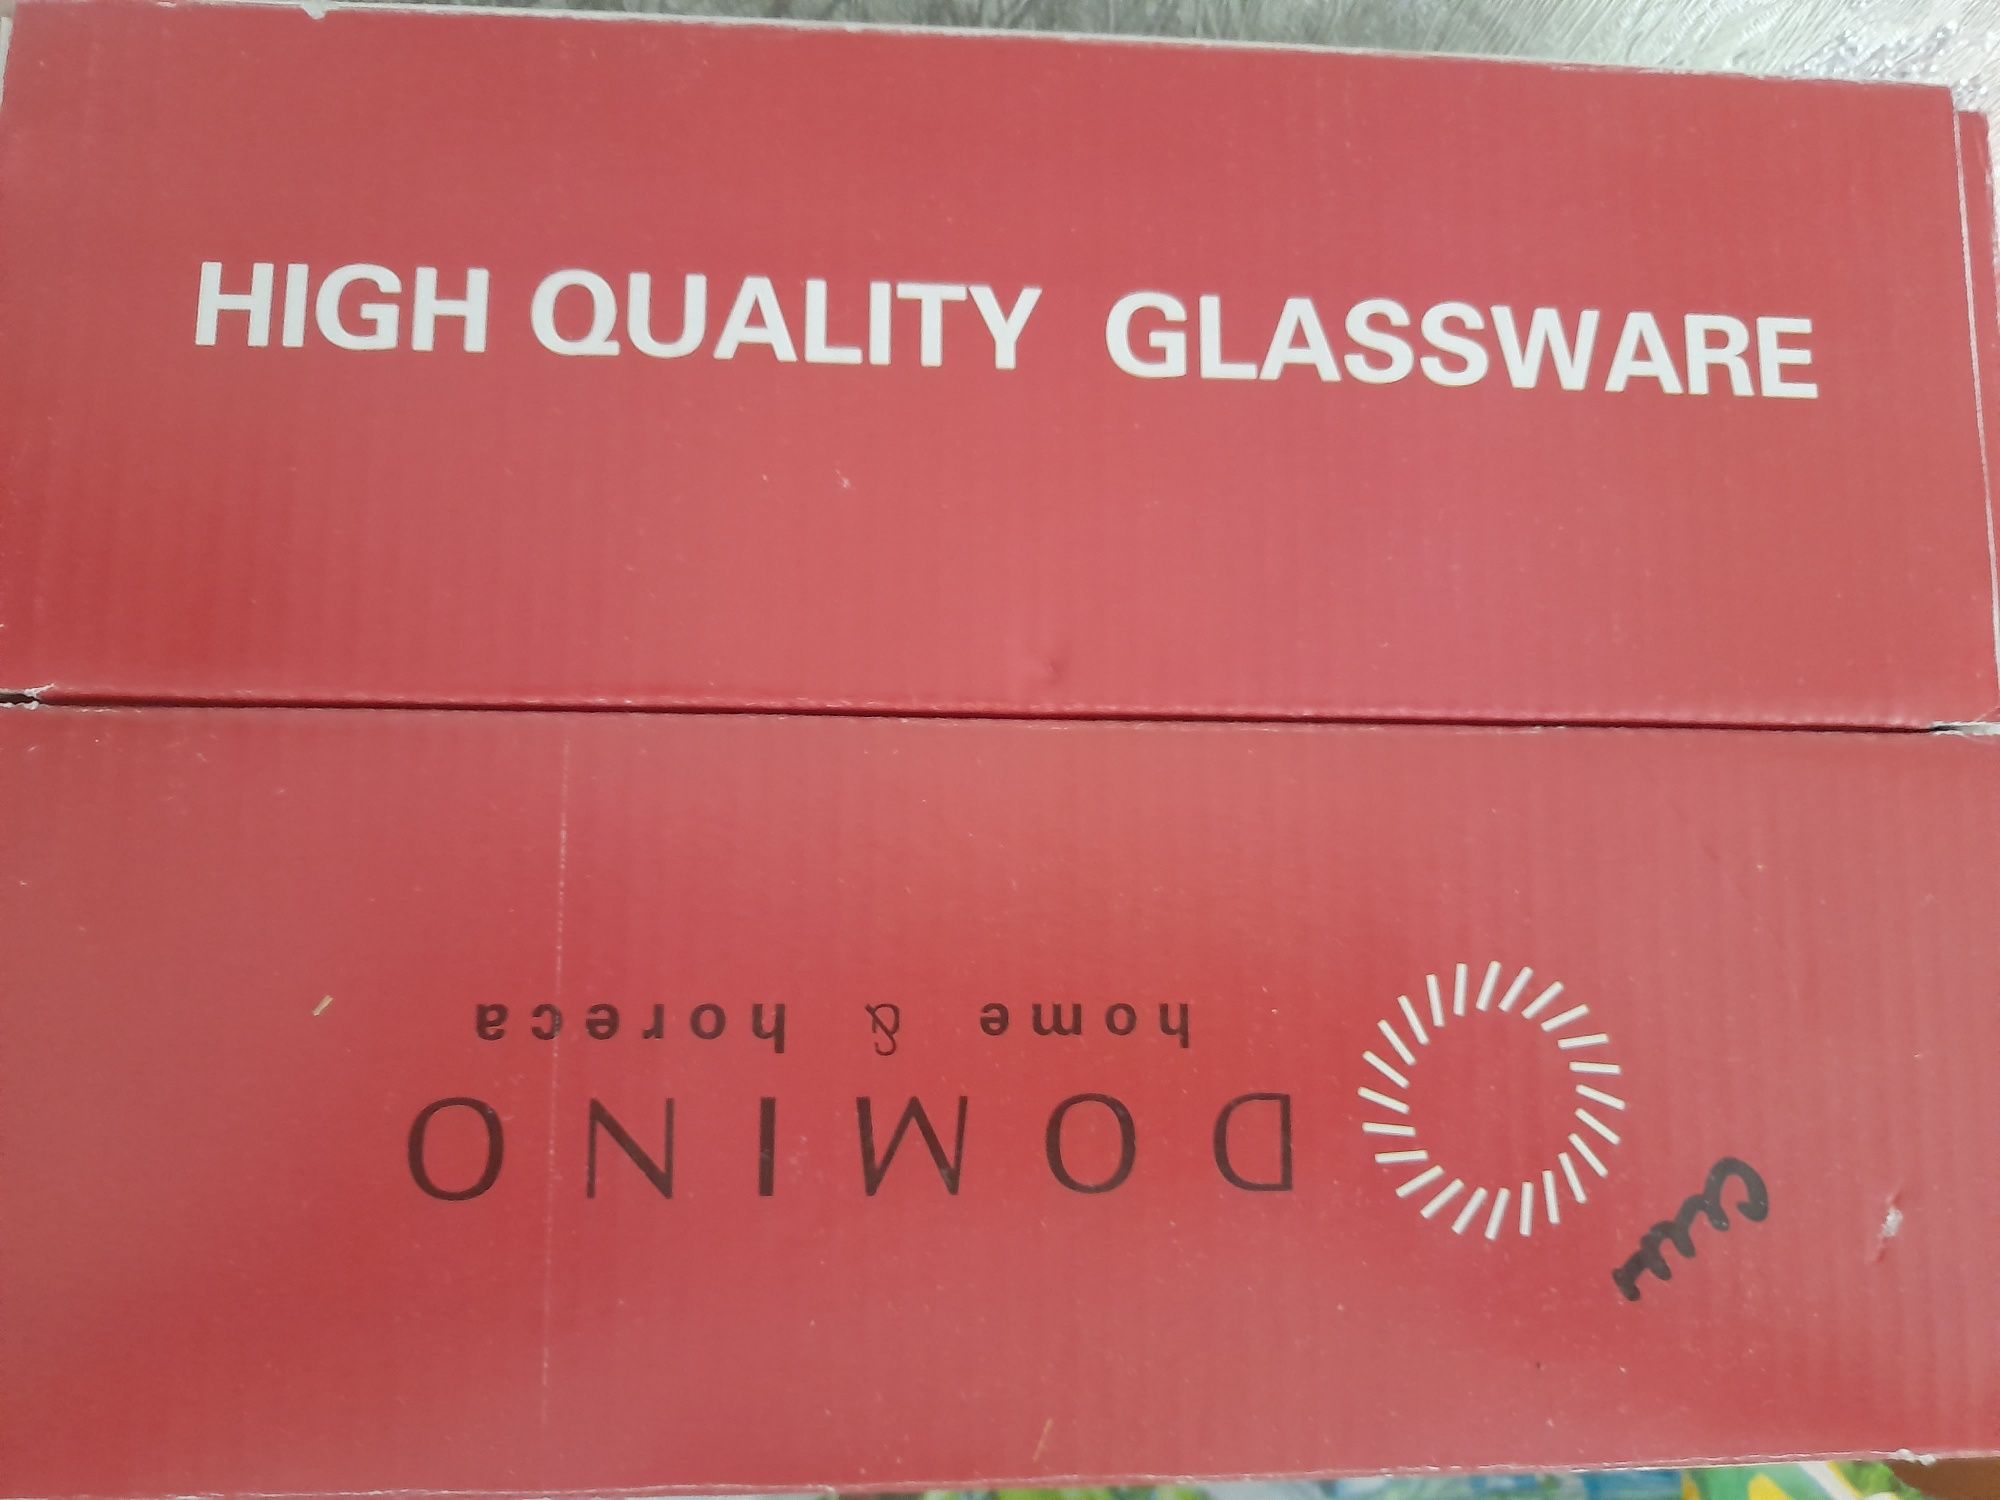 HIGH QUALITY GLASSWARE
DOMINO
home & horeca